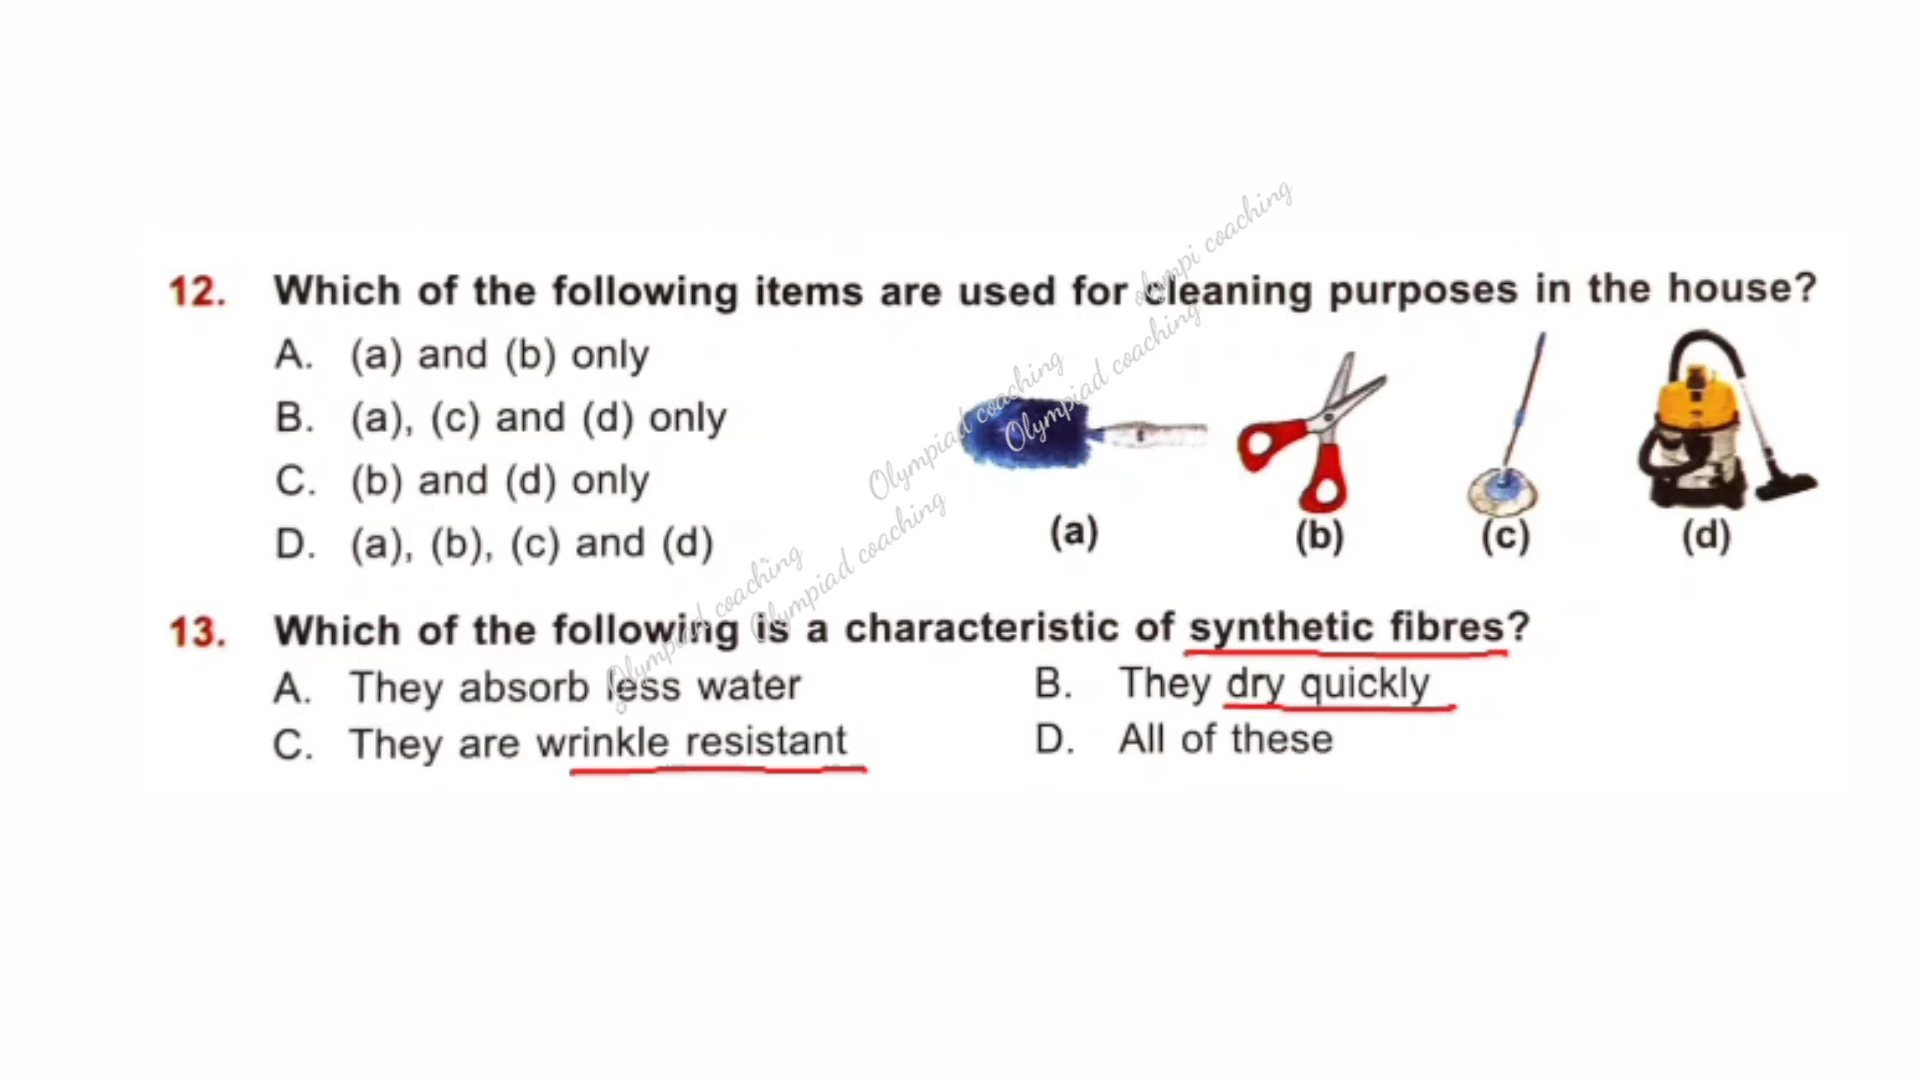 12. Which of the following items are used for cleaning purposes in the house?
A. (a) and (b) only
B. (a), (c) and (d) only
C. (b) and (d) only
D. (a), (b), (c) and (d)
(a) (b) (c) (d)
13. Which of the following is a characteristic of synthetic fibres?
A. They absorb less water B. They dry quickly
C. They are wrinkle resistant D. All of these
olympi coaching
Olympiad coaching
Olympiad coaching
Olympiad coaching
Olympiad coaching